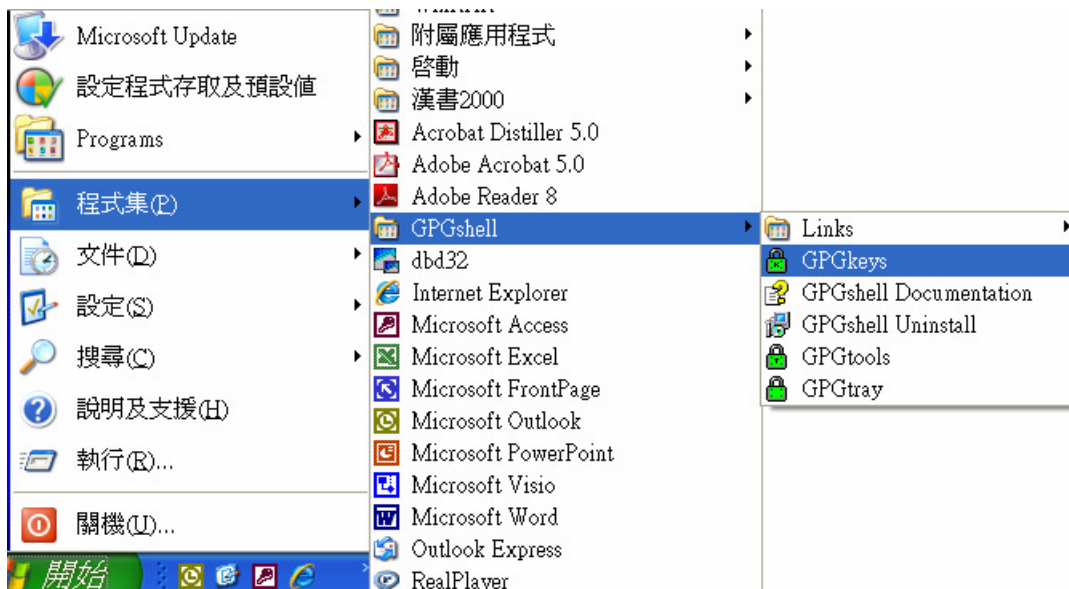 Microsoft Update
設定程式存取及預設值
Programs
程式集(P)
文件(D)
設定(S)
搜尋(C)
說明及支援(H)
執行(R)...
關機(U)...
開始
附屬應用程式
啓動
漢書2000
Acrobat Distiller 5.0
Adobe Acrobat 5.0
Adobe Reader 8
GPGshell
dbd32
Internet Explorer
Microsoft Access
Microsoft Excel
Microsoft FrontPage
Microsoft Outlook
Microsoft PowerPoint
Microsoft Visio
Microsoft Word
Outlook Express
RealPlayer
Links
GPGkeys
GPGshell Documentation
GPGshell Uninstall
GPGtools
GPGtray